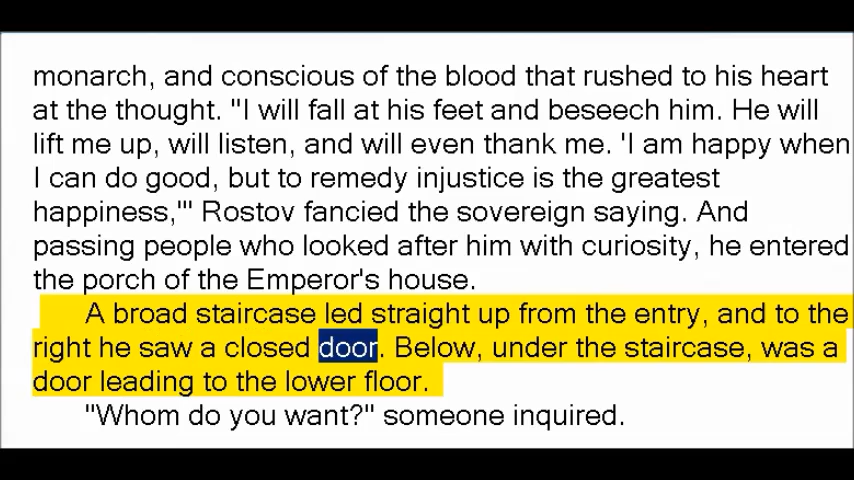 monarch, and conscious of the blood that rushed to his heart
at the thought. "I will fall at his feet and beseech him. He will
lift me up, will listen, and will even thank me. 'I am happy when
I can do good, but to remedy injustice is the greatest
happiness,'" Rostov fancied the sovereign saying. And
passing people who looked after him with curiosity, he entered
the porch of the Emperor's house.
A broad staircase led straight up from the entry, and to the
right he saw a closed door. Below, under the staircase, was a
door leading to the lower floor.
"Whom do you want?" someone inquired.